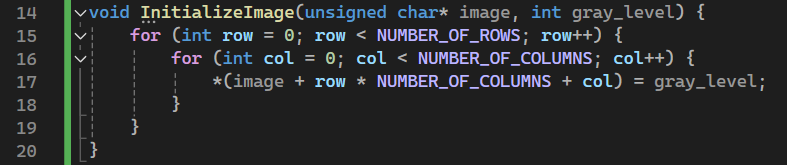 14 void InitializeImage(unsigned char* image, int gray_level) {
15     for (int row = 0; row < NUMBER_OF_ROWS; row++) {
16         for (int col = 0; col < NUMBER_OF_COLUMNS; col++) {
17             *(image + row * NUMBER_OF_COLUMNS + col) = gray_level;
18         }
19     }
20 }